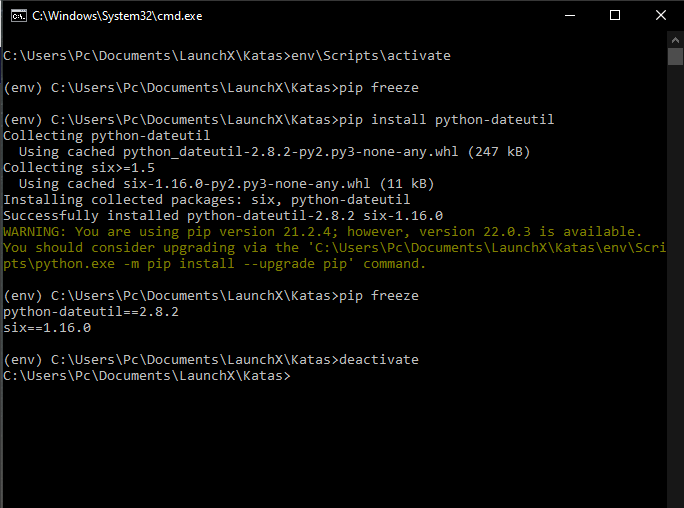 C:\Windows\System32\cmd.exe
C:\Users\Pc\Documents\LaunchX\Katas>env\Scripts\activate
(env) C:\Users\Pc\Documents\LaunchX\Katas>pip freeze
(env) C:\Users\Pc\Documents\LaunchX\Katas>pip install python-dateutil
Collecting python-dateutil
  Using cached python_dateutil-2.8.2-py2.py3-none-any.whl (247 kB)
Collecting six>=1.5
  Using cached six-1.16.0-py2.py3-none-any.whl (11 kB)
Installing collected packages: six, python-dateutil
Successfully installed python-dateutil-2.8.2 six-1.16.0
WARNING: You are using pip version 21.2.4; however, version 22.0.3 is available.
You should consider upgrading via the 'C:\Users\Pc\Documents\LaunchX\Katas\env\Scri
pts\python.exe -m pip install --upgrade pip' command.
(env) C:\Users\Pc\Documents\LaunchX\Katas>pip freeze
python-dateutil==2.8.2
six==1.16.0
(env) C:\Users\Pc\Documents\LaunchX\Katas>deactivate
C:\Users\Pc\Documents\LaunchX\Katas>